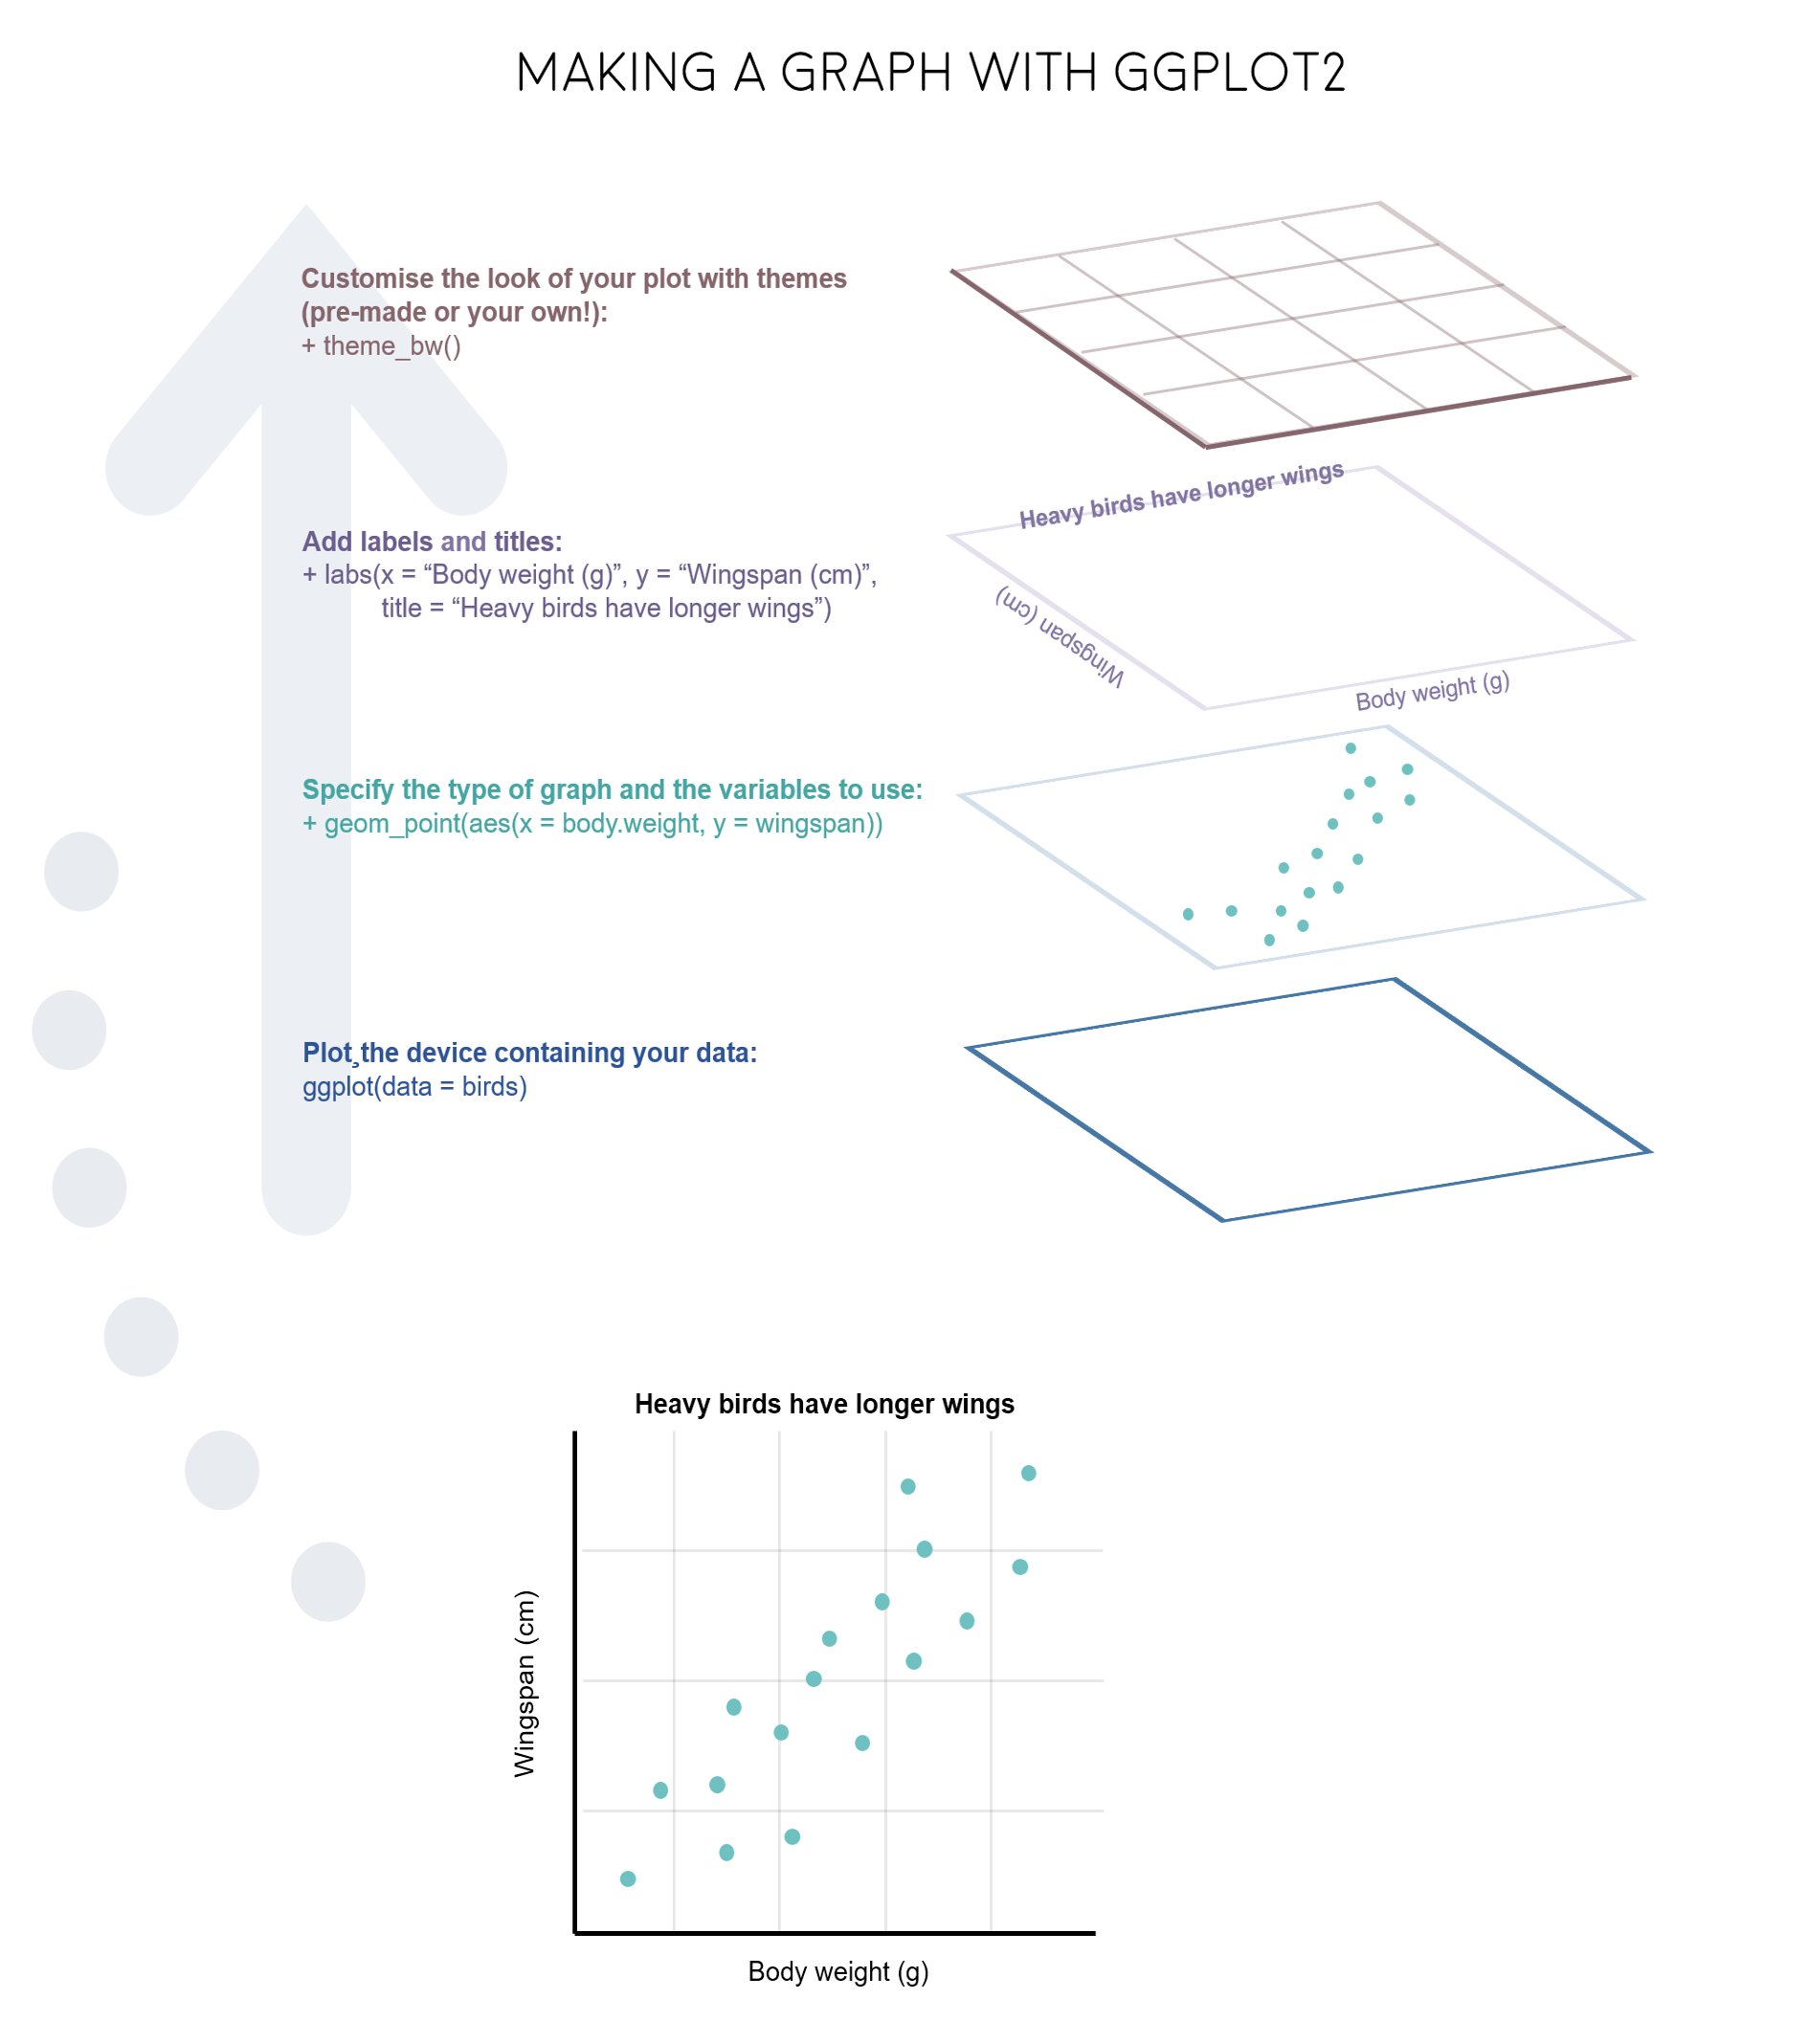 MAKING A GRAPH WITH GGPLOT2
Customise the look of your plot with themes
(pre-made or your own!):
+ theme_bw()
Heavy birds have longer wings
Add labels and titles:
+ labs(x = “Body weight (g)”, y = “Wingspan (cm)”,
title = “Heavy birds have longer wings”)
Wingspan (cm)
Body weight (g)
Specify the type of graph and the variables to use:
+ geom_point(aes(x = body.weight, y = wingspan))
Plot¸the device containing your data:
ggplot(data = birds)
Heavy birds have longer wings
Wingspan (cm)
Body weight (g)